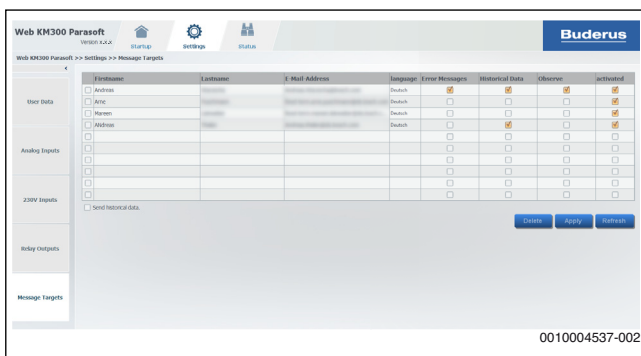 Web KM300 Parasoft
Version x.x.x
Startup
Settings
Status
Buderus
Web KM300 Parasoft >> Settings >> Message Targets
<
User Data
Analog Inputs
230V Inputs
Relay Outputs
Message Targets
Firstname Lastname E-Mail-Address language Error Messages Historical Data Observe activated
Andreas Deutsch
Arne Deutsch
Mareen Deutsch
ANdreas Deutsch
Send historical data.
Delete Apply Refresh
0010004537-002